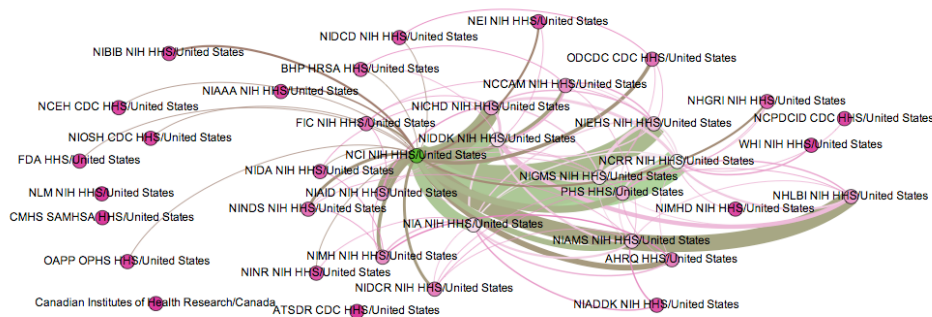 NEI NIH HHS/United States
NIDCD NIH HHS/United States
NIBIB NIH HHS/United States
ODCDC CDC HHS/United States
BHP HRSA HHS/United States
NCCAM NIH HHS/United States
NIAAA NIH HHS/United States
NHGRI NIH HHS/United States
NCEH CDC HHS/United States
NICHD NIH HHS/United States
NCPDCID CDC HHS/United States
FIC NIH HHS/United States
NIEHS NIH HHS/United States
NIOSH CDC HHS/United States
NIDDK NIH HHS/United States
WHI NIH HHS/United States
NCI NIH HHS/United States
FDA HHS/United States
NCRR NIH HHS/United States
NIDA NIH HHS/United States
NIGMS NIH HHS/United States
NLM NIH HHS/United States
NIAID NIH HHS/United States
PHS HHS/United States
NHLBI NIH HHS/United States
NINDS NIH HHS/United States
NIMHD NIH HHS/United States
CMHS SAMHSA HHS/United States
NIA NIH HHS/United States
NIAMS NIH HHS/United States
NIMH NIH HHS/United States
AHRQ HHS/United States
OAPP OPHS HHS/United States
NINR NIH HHS/United States
NIDCR NIH HHS/United States
Canadian Institutes of Health Research/Canada
NIADDK NIH HHS/United States
ATSDR CDC HHS/United States